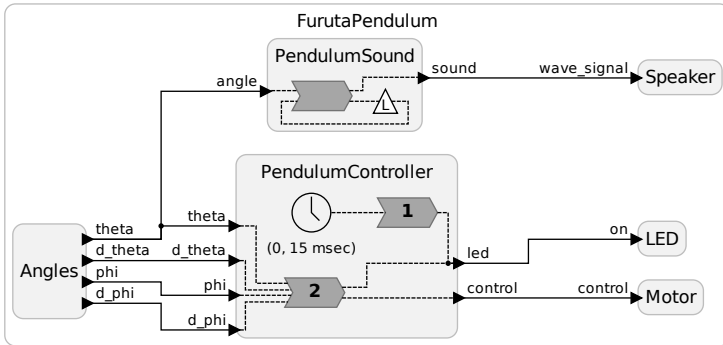 FurutaPendulum
PendulumSound
angle
sound
wave_signal
Speaker
L
PendulumController
1
(0, 15 msec)
theta
theta
d_theta
d_theta
Angles
phi
phi
d_phi
d_phi
2
led
on
LED
control
control
Motor